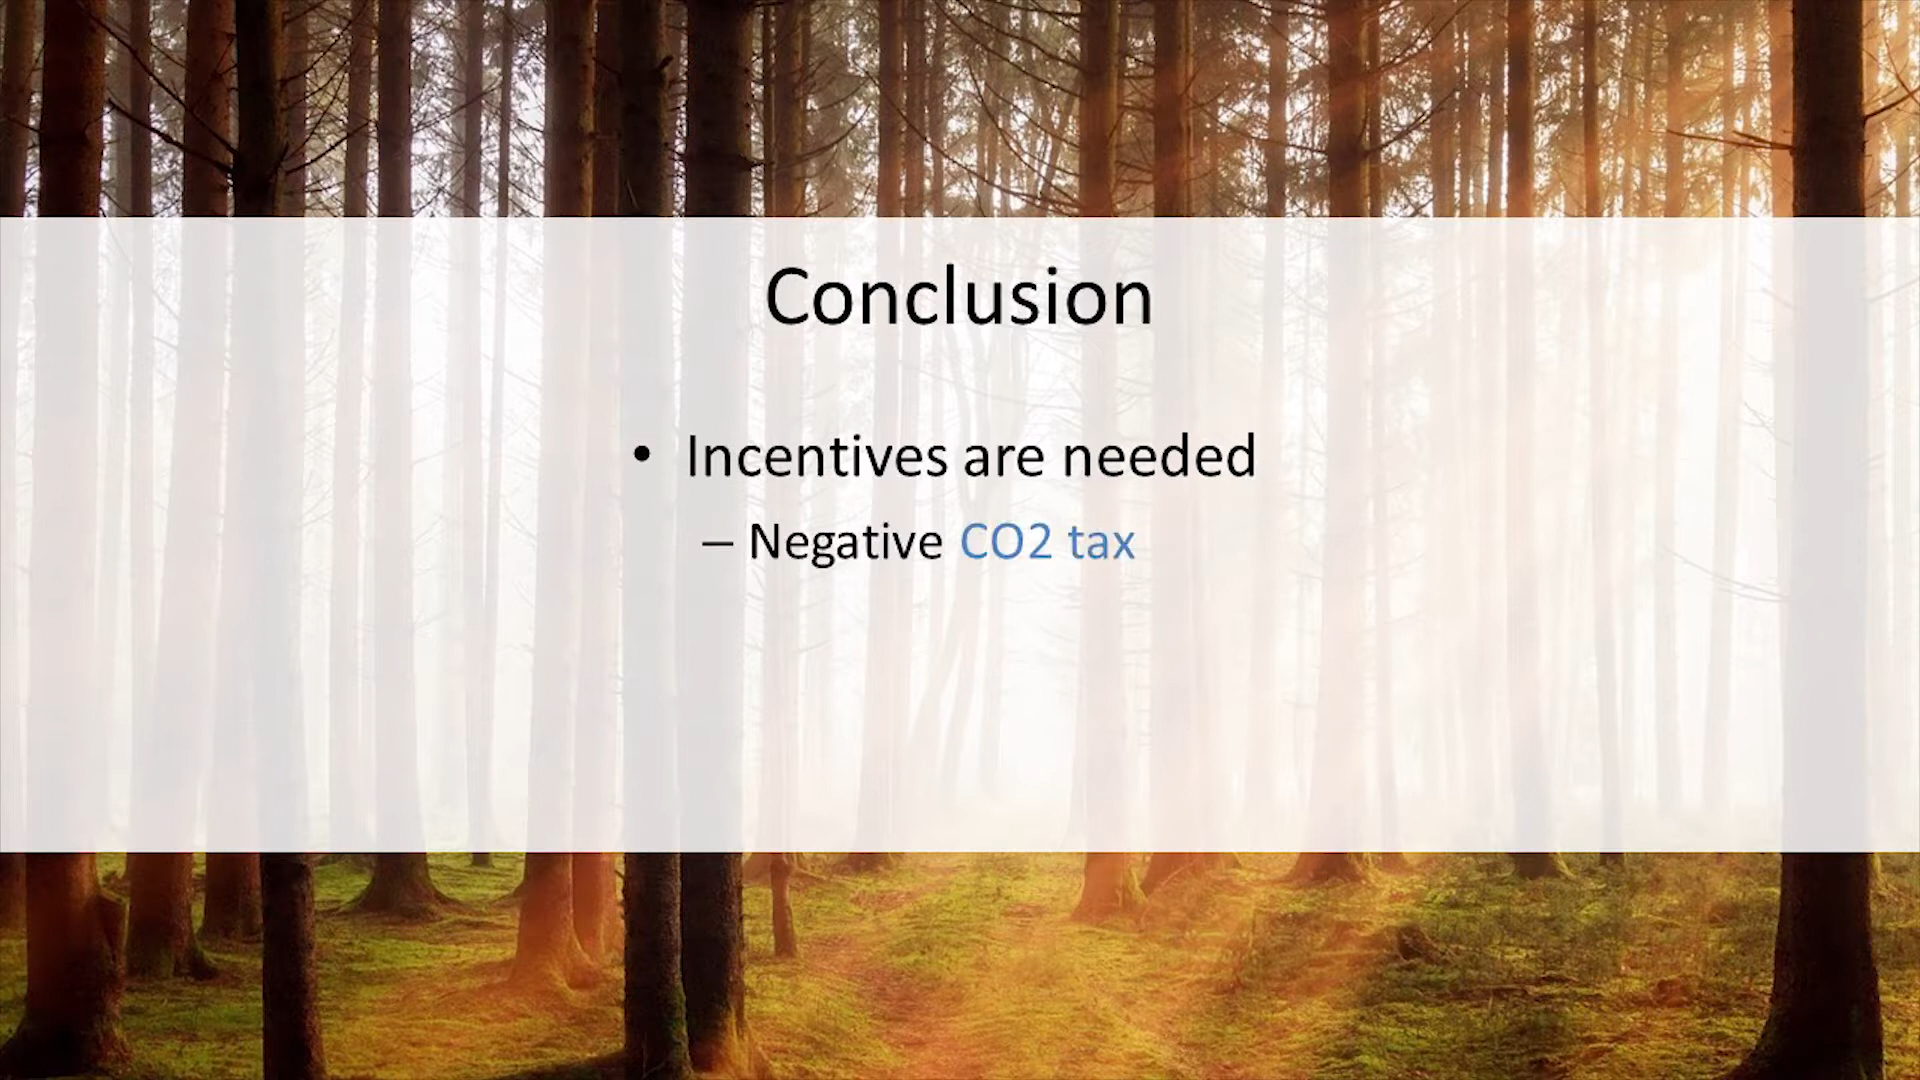 Conclusion
• Incentives are needed
– Negative CO2 tax